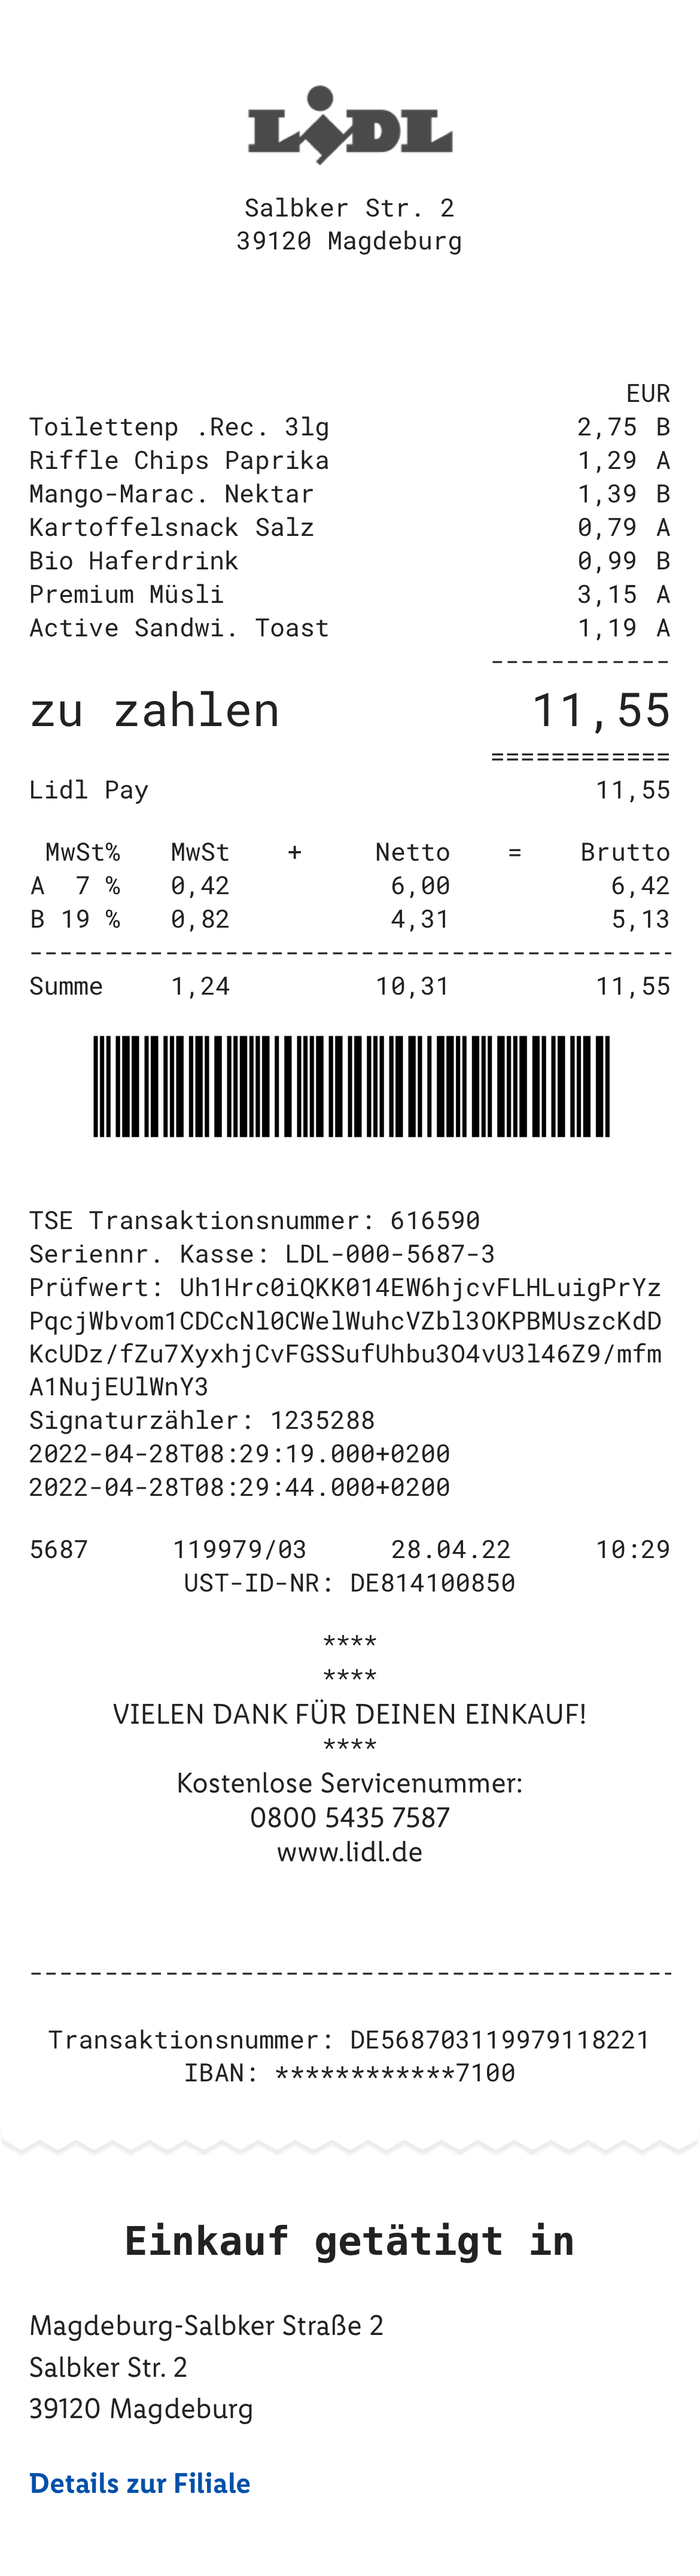 LIDL
Salbker Str. 2
39120 Magdeburg
EUR
Toilettenp .Rec. 3lg 2,75 B
Riffle Chips Paprika 1,29 A
Mango-Marac. Nektar 1,39 B
Kartoffelsnack Salz 0,79 A
Bio Haferdrink 0,99 B
Premium Müsli 3,15 A
Active Sandwi. Toast 1,19 A
------------
zu zahlen 11,55
============
Lidl Pay 11,55
MwSt% MwSt + Netto = Brutto
A 7 % 0,42 6,00 6,42
B 19 % 0,82 4,31 5,13
-------------------------------------------
Summe 1,24 10,31 11,55
TSE Transaktionsnummer: 616590
Seriennr. Kasse: LDL-000-5687-3
Prüfwert: Uh1Hrc0iQKK014EW6hjcvFLHLuigPrYz
PqcjWbvom1CDCcNl0CWelWuhcVZbl3OKPBMUszcKdD
KcUDz/fZu7XyxhjCvFGSSufUhbu3O4vU3l46Z9/mfm
A1NujEUlWnY3
Signaturzähler: 1235288
2022-04-28T08:29:19.000+0200
2022-04-28T08:29:44.000+0200
5687 119979/03 28.04.22 10:29
UST-ID-NR: DE814100850
****
****
VIELEN DANK FÜR DEINEN EINKAUF!
****
Kostenlose Servicenummer:
0800 5435 7587
www.lidl.de
-------------------------------------------
Transaktionsnummer: DE568703119979118221
IBAN: ************7100
Einkauf getätigt in
Magdeburg-Salbker Straße 2
Salbker Str. 2
39120 Magdeburg
Details zur Filiale